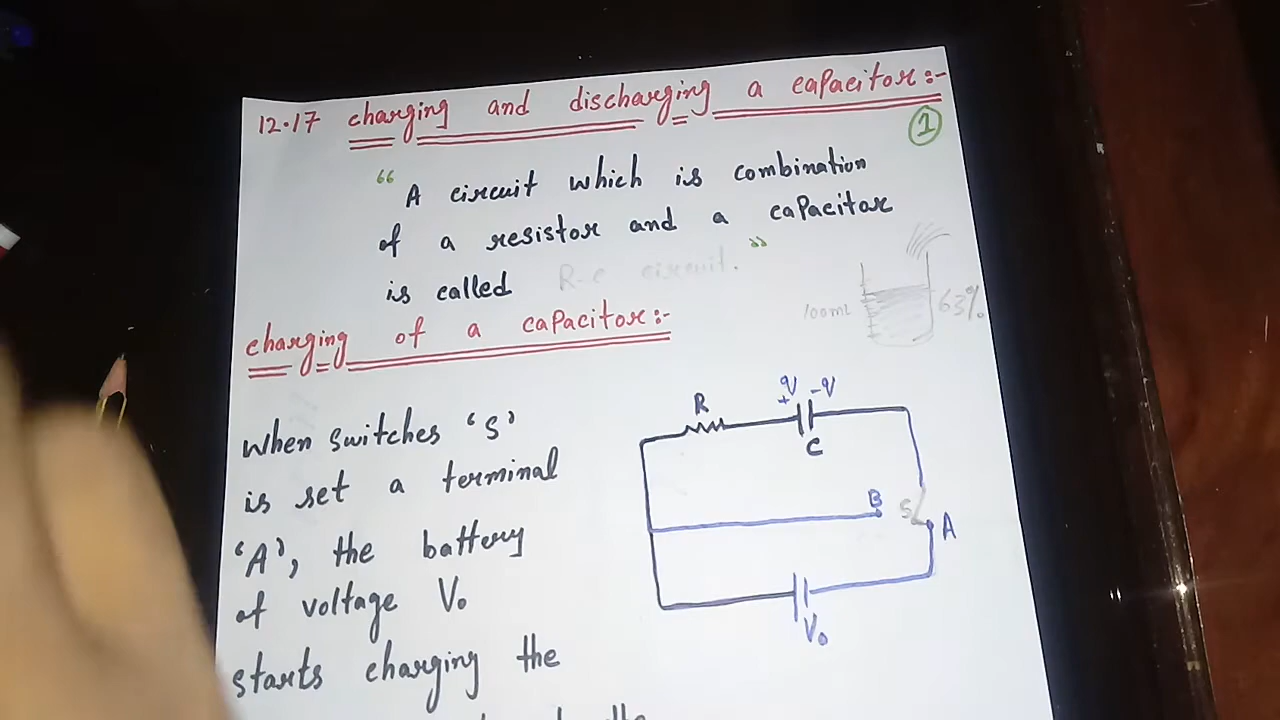 12.17 charging and discharging a capacitor:-
1
“ A circuit which is combination
of a resistor and a capacitor ”
is called R-c circuit.
100ml
63%
charging of a capacitor:-
When switches ‘S’
is set a terminal
‘A’, the battery
of voltage V₀
starts charging the
R
+ q -q
C
B
S
A
V₀